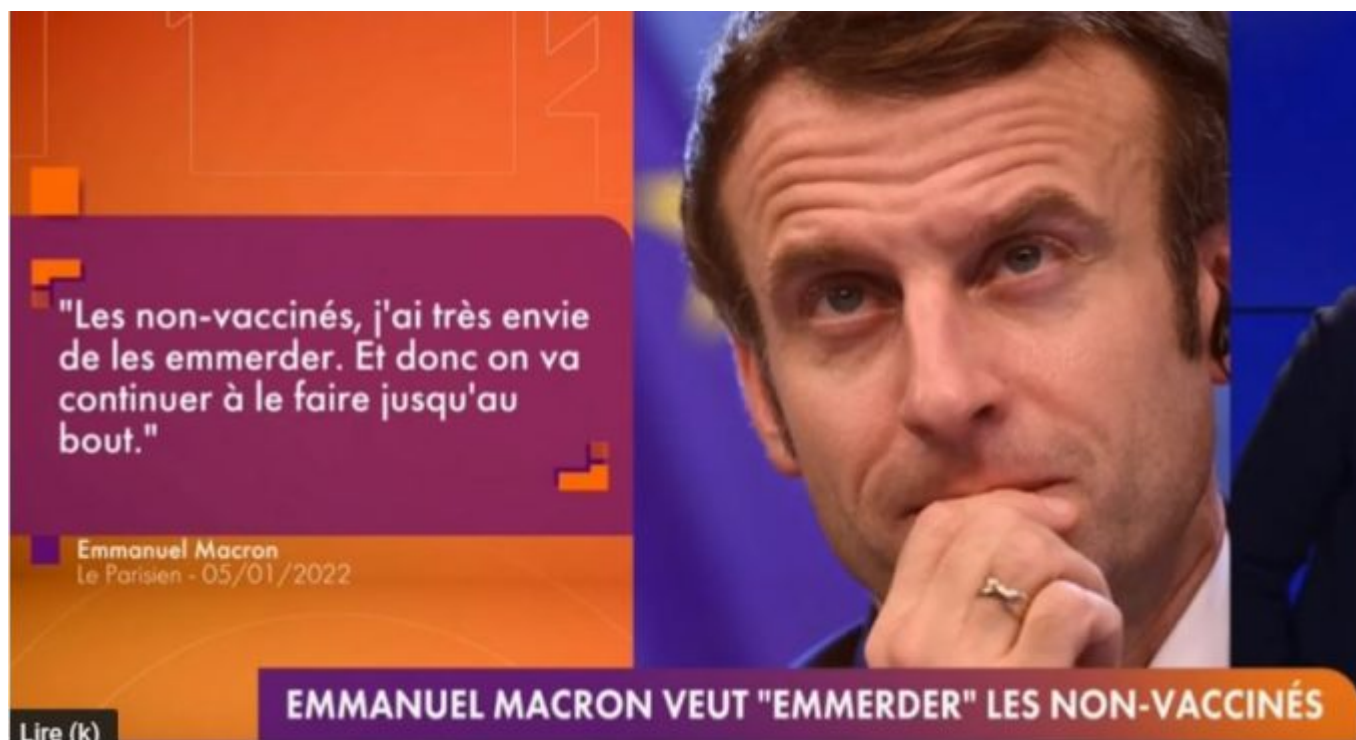 "Les non-vaccinés, j'ai très envie
de les emmerder. Et donc on va
continuer à le faire jusqu'au
bout."
Emmanuel Macron
Le Parisien - 05/01/2022
EMMANUEL MACRON VEUT "EMMERDER" LES NON-VACCINÉS
Lire (k)